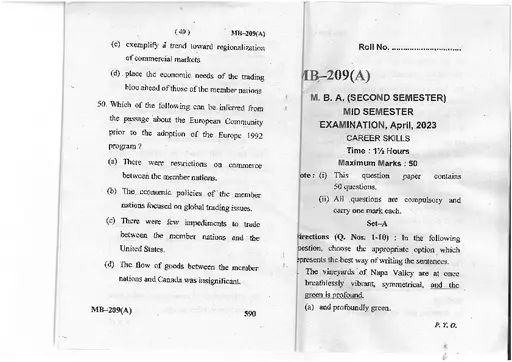 ( 40 ) MB–209(A)
(c) exemplify a trend toward regionalization
of commercial markets
(d) place the economic needs of the trading
bloc ahead of those of the member nations
50. Which of the following can be inferred from
the passage about the European Community
prior to the adoption of the Europe 1992
program ?
(a) There were restrictions on commerce
between the member nations.
(b) The economic policies of the member
nations focused on global trading issues.
(c) There were few impediments to trade
between the member nations and the
United States.
(d) The flow of goods between the member
nations and Canada was insignificant.
MB–209(A) 590
Roll No. ..............................
MB–209(A)
M. B. A. (SECOND SEMESTER)
MID SEMESTER
EXAMINATION, April, 2023
CAREER SKILLS
Time : 1½ Hours
Maximum Marks : 50
ote : (i) This question paper contains
50 questions.
(ii) All questions are compulsory and
carry one mark each.
Set–A
irections (Q. Nos. 1-10) : In the following
uestion, choose the appropriate option which
epresents the best way of writing the sentences.
The vineyards of Napa Valley are at once
breathlessly vibrant, symmetrical, and the
green is profound.
(a) and profoundly green.
P. T. O.